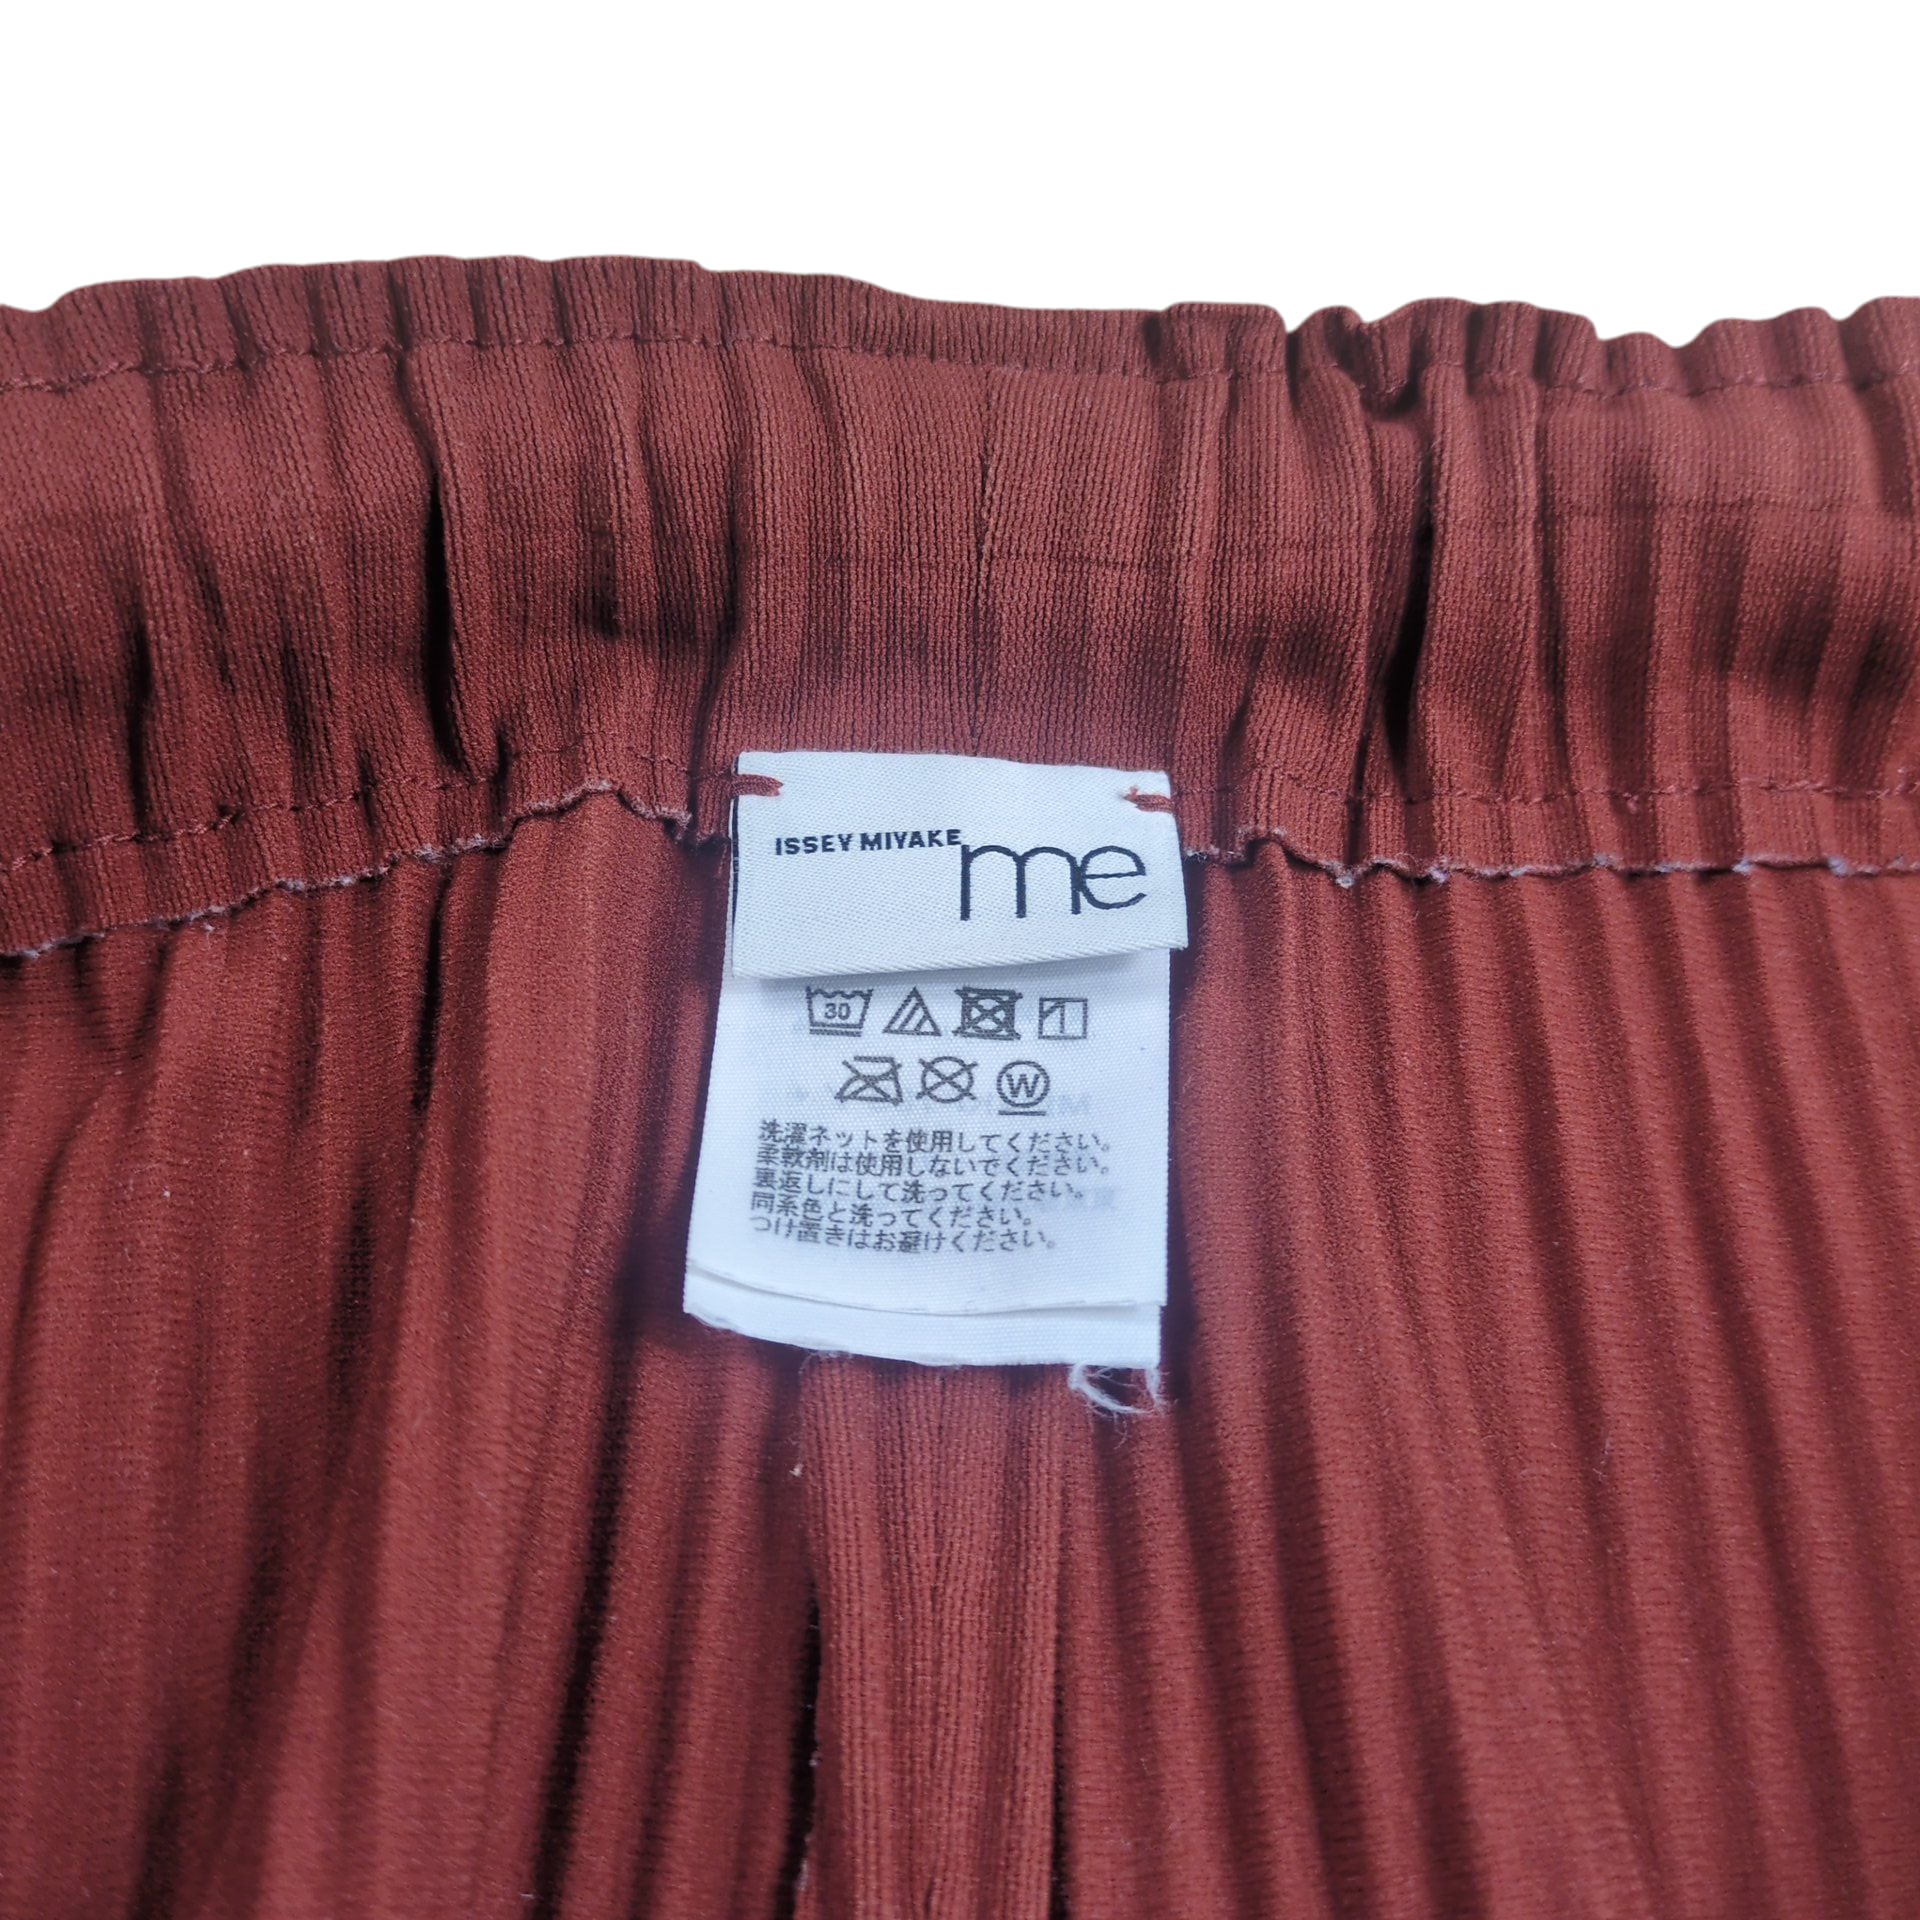 ISSEY MIYAKE me
30
W
洗濯ネットを使用してください。
柔軟剤は使用しないでください。
裏返しにして洗ってください。
同系色と洗ってください。
つけ置きはお避けください。